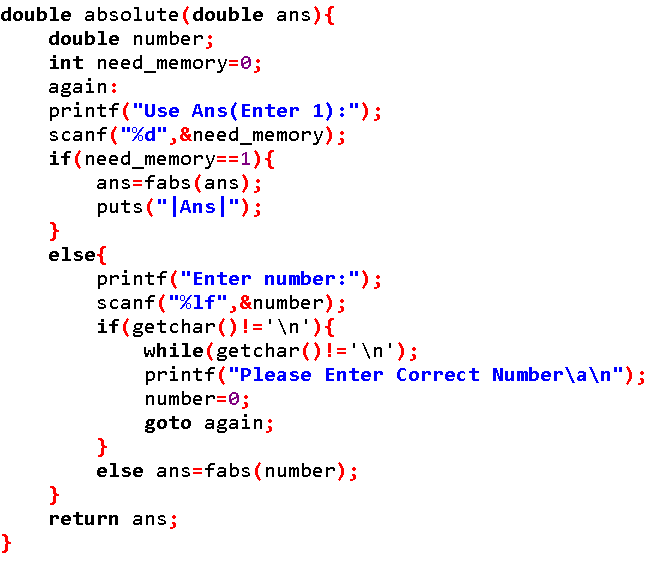 double absolute(double ans){
    double number;
    int need_memory=0;
    again:
    printf("Use Ans(Enter 1):");
    scanf("%d",&need_memory);
    if(need_memory==1){
        ans=fabs(ans);
        puts("|Ans|");
    }
    else{
        printf("Enter number:");
        scanf("%lf",&number);
        if(getchar()!='\n'){
            while(getchar()!='\n');
            printf("Please Enter Correct Number\a\n");
            number=0;
            goto again;
        }
        else ans=fabs(number);
    }
    return ans;
}